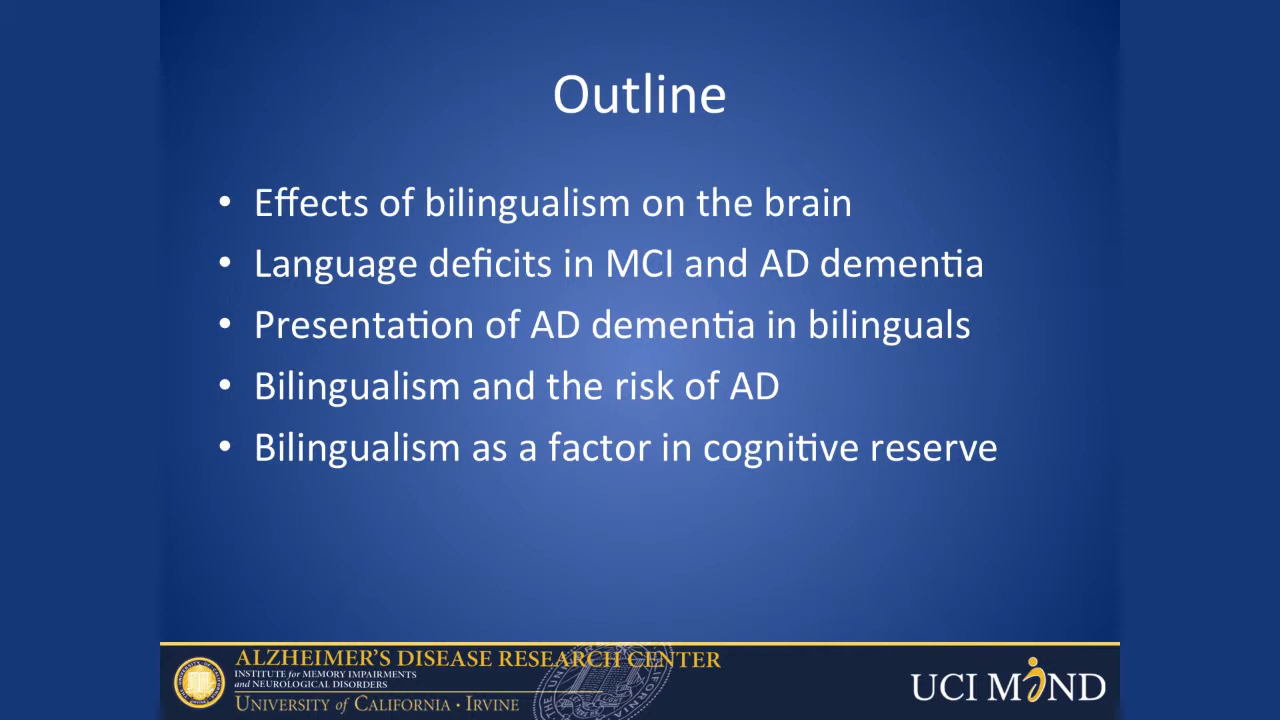 Outline
• Effects of bilingualism on the brain
• Language deficits in MCI and AD dementia
• Presentation of AD dementia in bilinguals
• Bilingualism and the risk of AD
• Bilingualism as a factor in cognitive reserve
ALZHEIMER'S DISEASE RESEARCH CENTER
INSTITUTE for MEMORY IMPAIRMENTS
and NEUROLOGICAL DISORDERS
UNIVERSITY of CALIFORNIA • IRVINE
UCI MIND